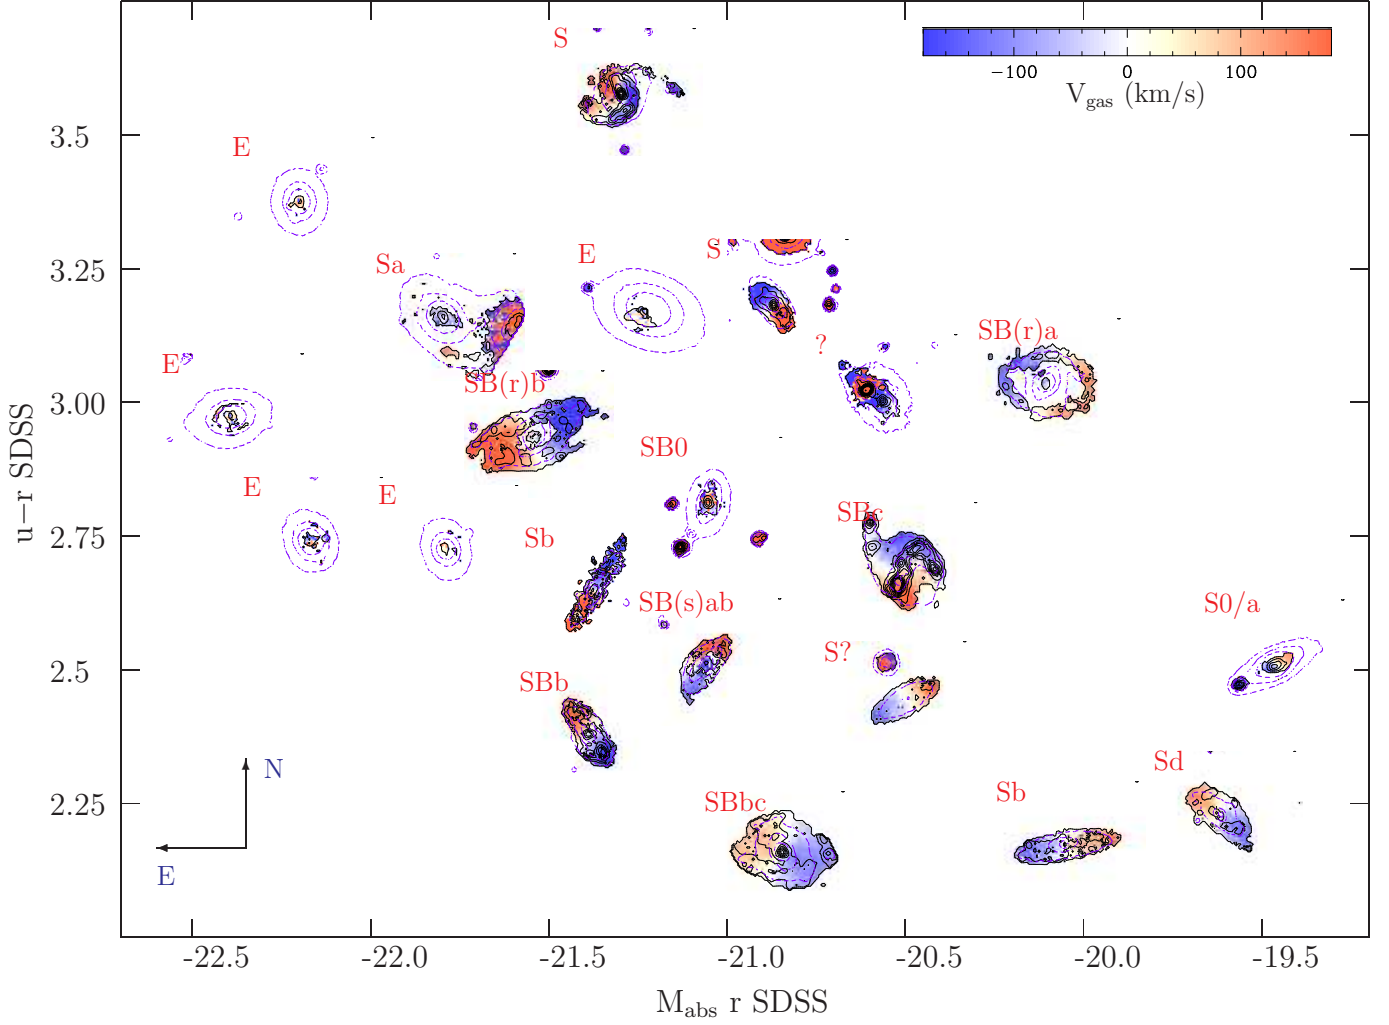 S
−100 0 100
V_gas (km/s)
3.5
E
3.25
Sa
E
S
?
SB(r)a
E
SB(r)b
3.00
u−r SDSS
SB0
E
E
SBc
2.75
Sb
SB(s)ab
S0/a
S?
2.5
SBb
N
Sd
2.25
SBbc
Sb
E
-22.5 -22.0 -21.5 -21.0 -20.5 -20.0 -19.5
M_abs r SDSS